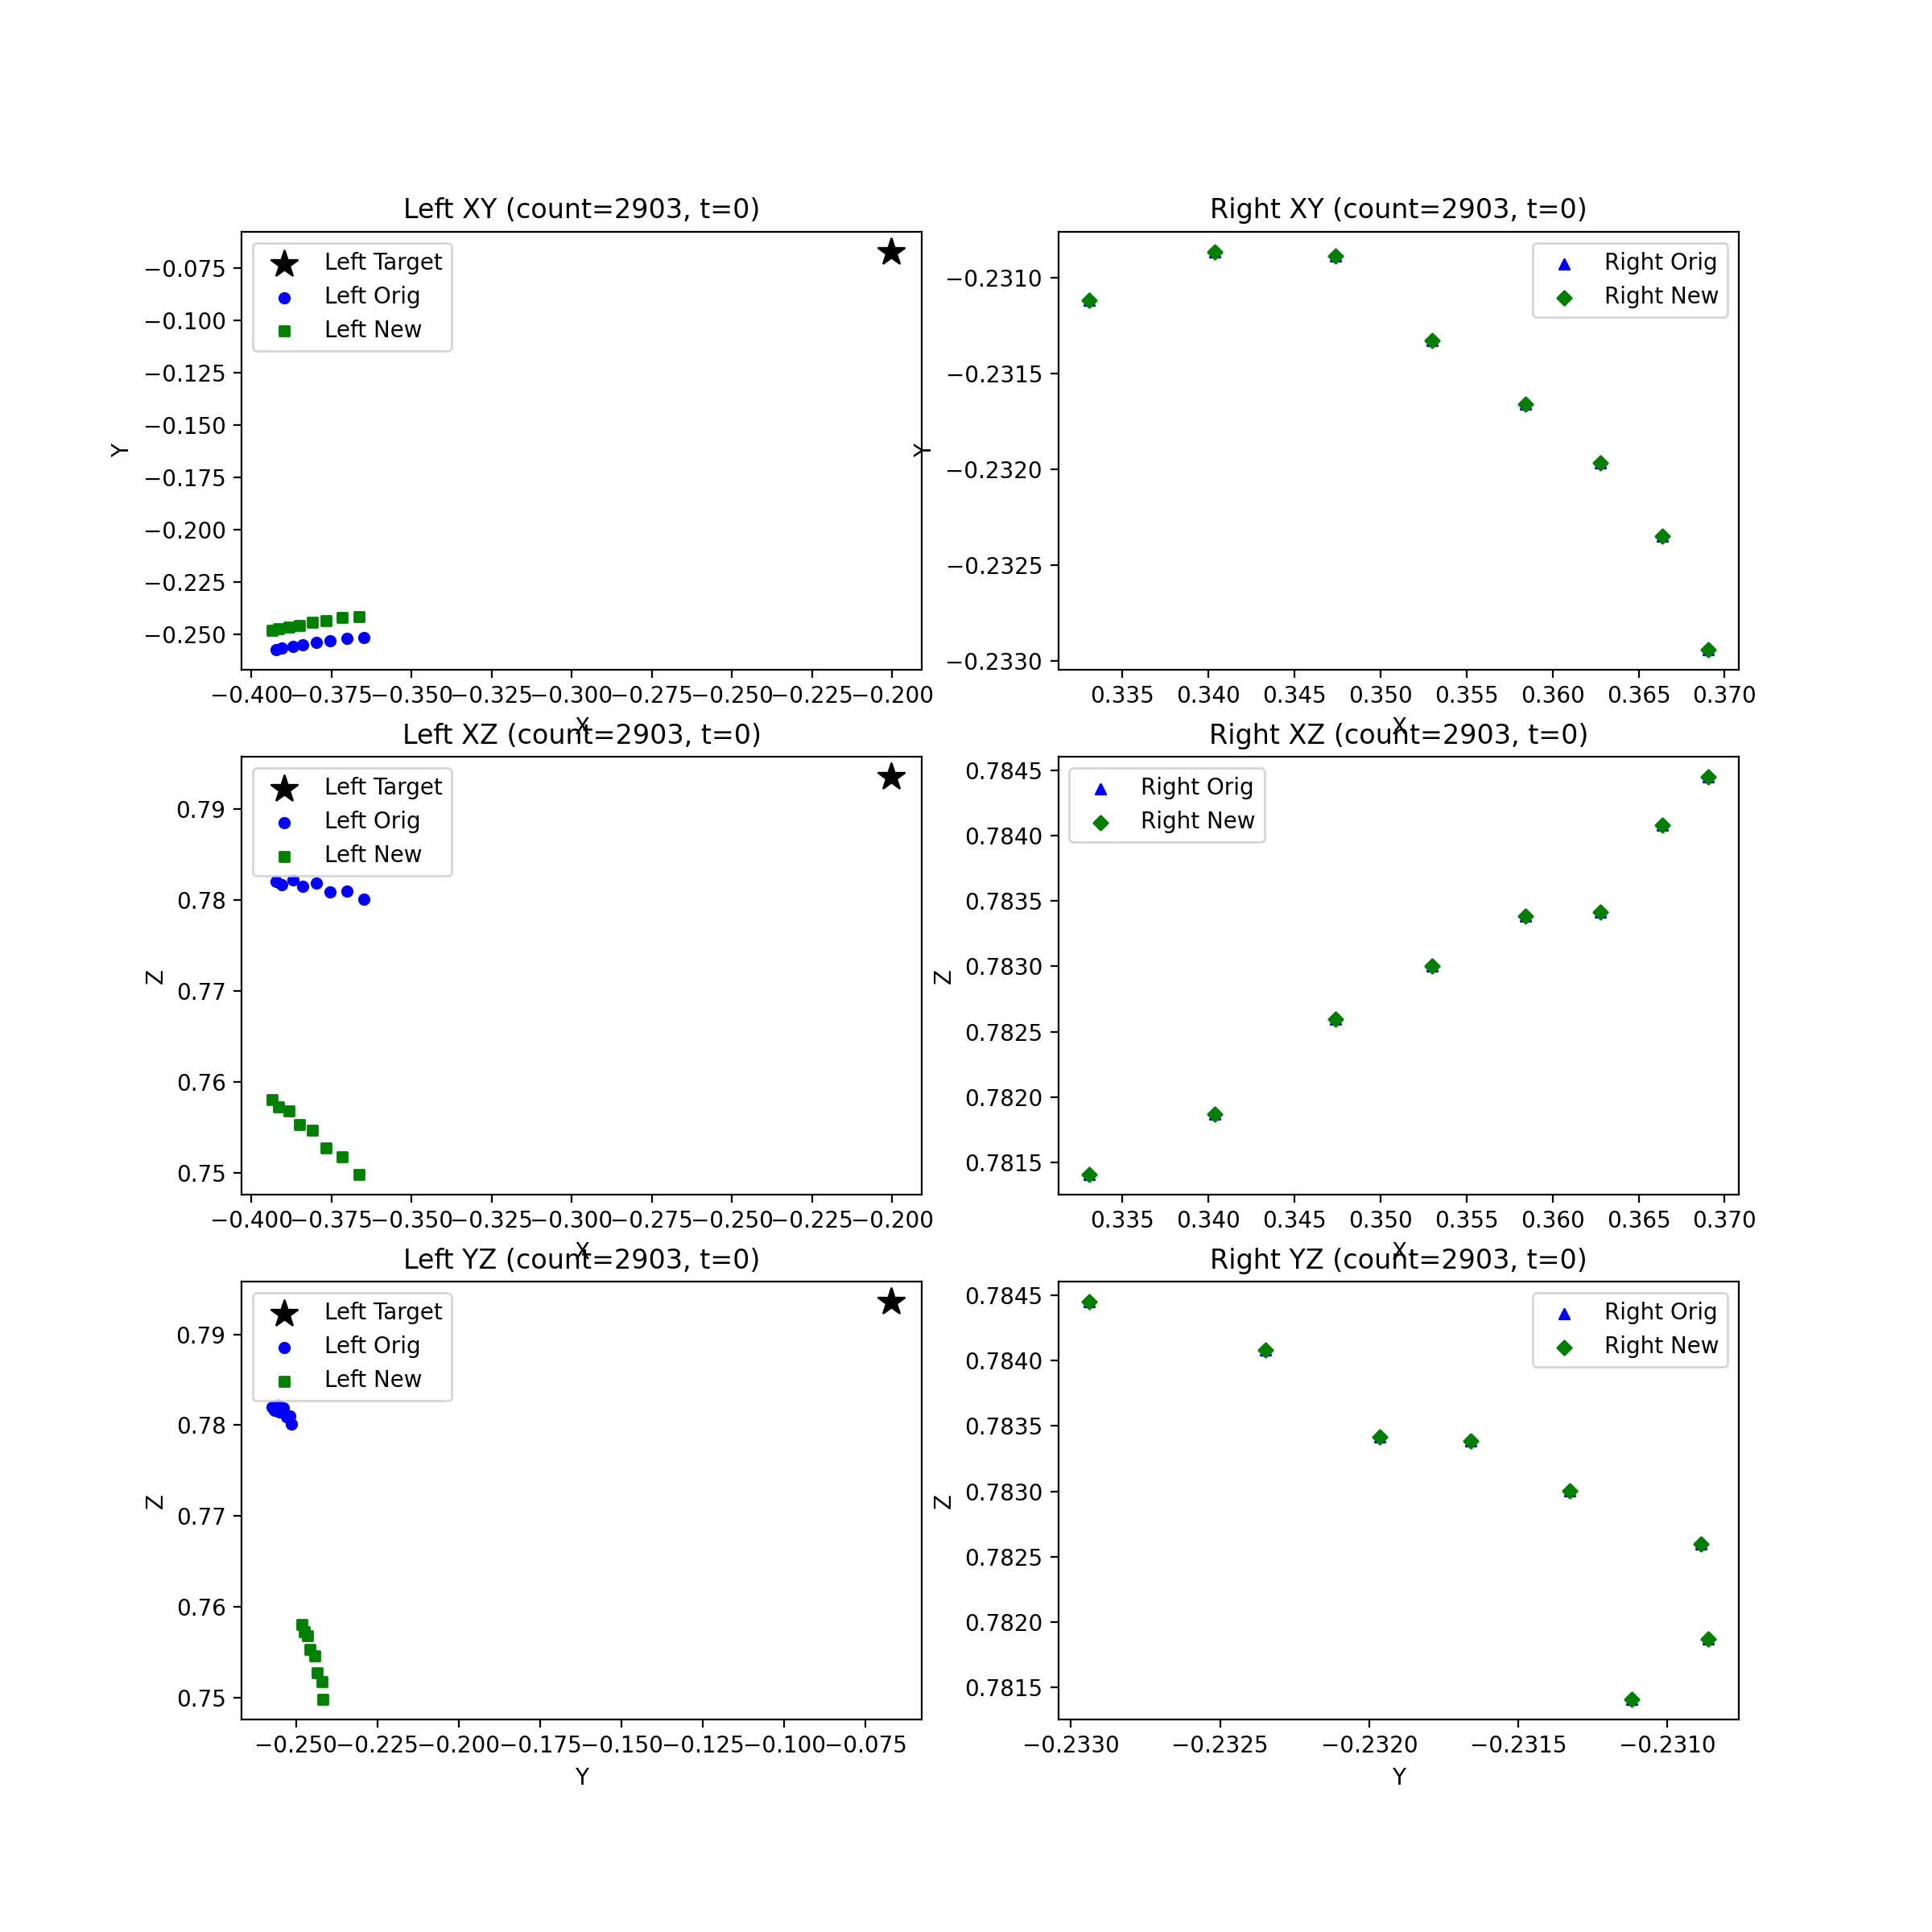 Left XY (count=2903, t=0)
Left Target
Left Orig
Left New
−0.075
−0.100
−0.125
−0.150
−0.175
−0.200
−0.225
−0.250
Y
−0.400 −0.375 −0.350 −0.325 −0.300 −0.275 −0.250 −0.225 −0.200
X
Right XY (count=2903, t=0)
Right Orig
Right New
−0.2310
−0.2315
−0.2320
−0.2325
−0.2330
Y
0.335 0.340 0.345 0.350 0.355 0.360 0.365 0.370
X
Left XZ (count=2903, t=0)
Left Target
Left Orig
Left New
0.79
0.78
0.77
0.76
0.75
Z
−0.400 −0.375 −0.350 −0.325 −0.300 −0.275 −0.250 −0.225 −0.200
X
Right XZ (count=2903, t=0)
Right Orig
Right New
0.7845
0.7840
0.7835
0.7830
0.7825
0.7820
0.7815
Z
0.335 0.340 0.345 0.350 0.355 0.360 0.365 0.370
X
Left YZ (count=2903, t=0)
Left Target
Left Orig
Left New
0.79
0.78
0.77
0.76
0.75
Z
−0.250 −0.225 −0.200 −0.175 −0.150 −0.125 −0.100 −0.075
Y
Right YZ (count=2903, t=0)
Right Orig
Right New
0.7845
0.7840
0.7835
0.7830
0.7825
0.7820
0.7815
Z
−0.2330 −0.2325 −0.2320 −0.2315 −0.2310
Y